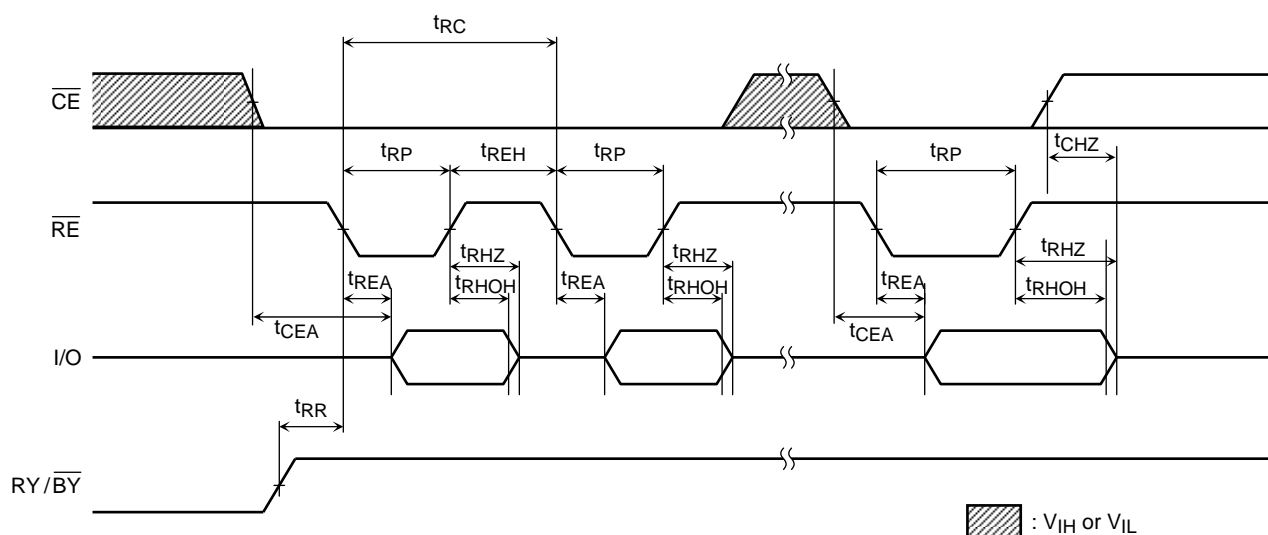 tRC
CE
tRP tREH tRP tRP tCHZ
RE
tRHZ tRHZ tRHZ
tREA tRHOH tREA tRHOH tREA tRHOH
tCEA tCEA
I/O
tRR
RY/BY
: VIH or VIL